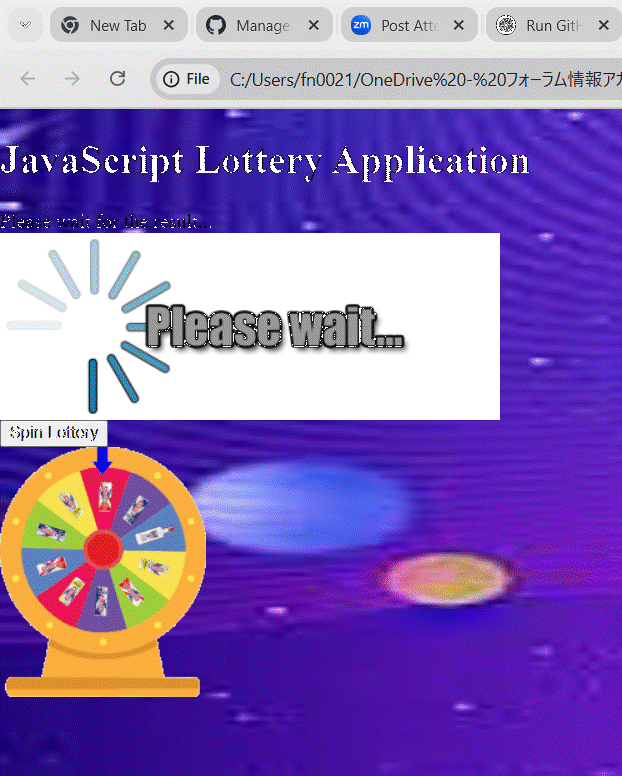 New Tab
Manage
Post Atte
Run GitH
File
C:/Users/fn0021/OneDrive%20-%20フォーラム情報アカ
JavaScript Lottery Application
Please wait for the result...
Please wait...
Spin Lottery